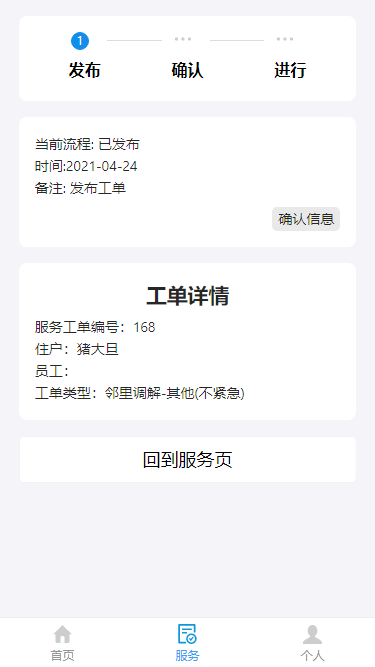 1
发布 确认 进行
当前流程: 已发布
时间:2021-04-24
备注: 发布工单
确认信息
工单详情
服务工单编号：168
住户：猪大旦
员工：
工单类型：邻里调解-其他(不紧急)
回到服务页
首页 服务 个人